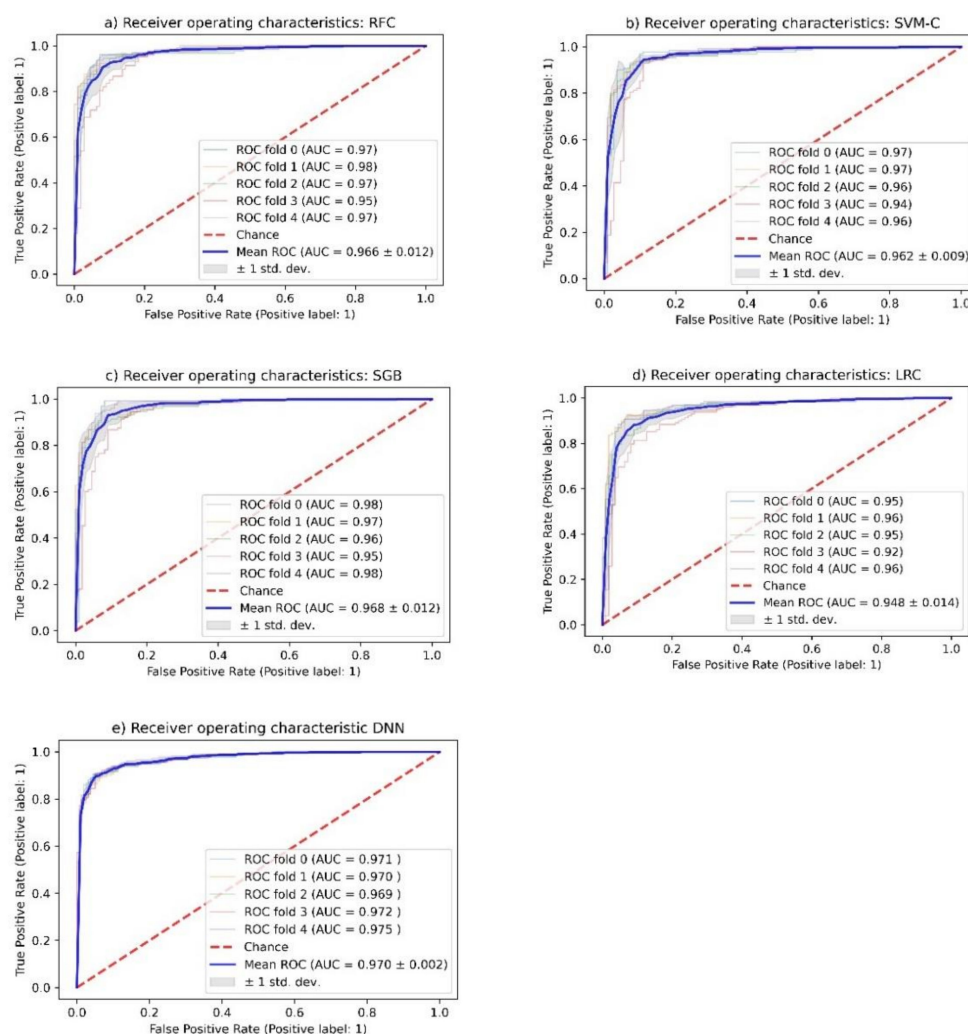 a) Receiver operating characteristics: RFC
1.0
0.8
0.6
0.4
0.2
0.0
True Positive Rate (Positive label: 1)
ROC fold 0 (AUC = 0.97)
ROC fold 1 (AUC = 0.98)
ROC fold 2 (AUC = 0.97)
ROC fold 3 (AUC = 0.95)
ROC fold 4 (AUC = 0.97)
Chance
Mean ROC (AUC = 0.966 ± 0.012)
± 1 std. dev.
0.0 0.2 0.4 0.6 0.8 1.0
False Positive Rate (Positive label: 1)
b) Receiver operating characteristics: SVM-C
1.0
0.8
0.6
0.4
0.2
0.0
True Positive Rate (Positive label: 1)
ROC fold 0 (AUC = 0.97)
ROC fold 1 (AUC = 0.97)
ROC fold 2 (AUC = 0.96)
ROC fold 3 (AUC = 0.94)
ROC fold 4 (AUC = 0.96)
Chance
Mean ROC (AUC = 0.962 ± 0.009)
± 1 std. dev.
0.0 0.2 0.4 0.6 0.8 1.0
False Positive Rate (Positive label: 1)
c) Receiver operating characteristics: SGB
1.0
0.8
0.6
0.4
0.2
0.0
True Positive Rate (Positive label: 1)
ROC fold 0 (AUC = 0.98)
ROC fold 1 (AUC = 0.97)
ROC fold 2 (AUC = 0.96)
ROC fold 3 (AUC = 0.95)
ROC fold 4 (AUC = 0.98)
Chance
Mean ROC (AUC = 0.968 ± 0.012)
± 1 std. dev.
0.0 0.2 0.4 0.6 0.8 1.0
False Positive Rate (Positive label: 1)
d) Receiver operating characteristics: LRC
1.0
0.8
0.6
0.4
0.2
0.0
True Positive Rate (Positive label: 1)
ROC fold 0 (AUC = 0.95)
ROC fold 1 (AUC = 0.96)
ROC fold 2 (AUC = 0.95)
ROC fold 3 (AUC = 0.92)
ROC fold 4 (AUC = 0.96)
Chance
Mean ROC (AUC = 0.948 ± 0.014)
± 1 std. dev.
0.0 0.2 0.4 0.6 0.8 1.0
False Positive Rate (Positive label: 1)
e) Receiver operating characteristic DNN
1.0
0.8
0.6
0.4
0.2
0.0
True Positive Rate (Positive label: 1)
ROC fold 0 (AUC = 0.971 )
ROC fold 1 (AUC = 0.970 )
ROC fold 2 (AUC = 0.969 )
ROC fold 3 (AUC = 0.972 )
ROC fold 4 (AUC = 0.975 )
Chance
Mean ROC (AUC = 0.970 ± 0.002)
± 1 std. dev.
0.0 0.2 0.4 0.6 0.8 1.0
False Positive Rate (Positive label: 1)